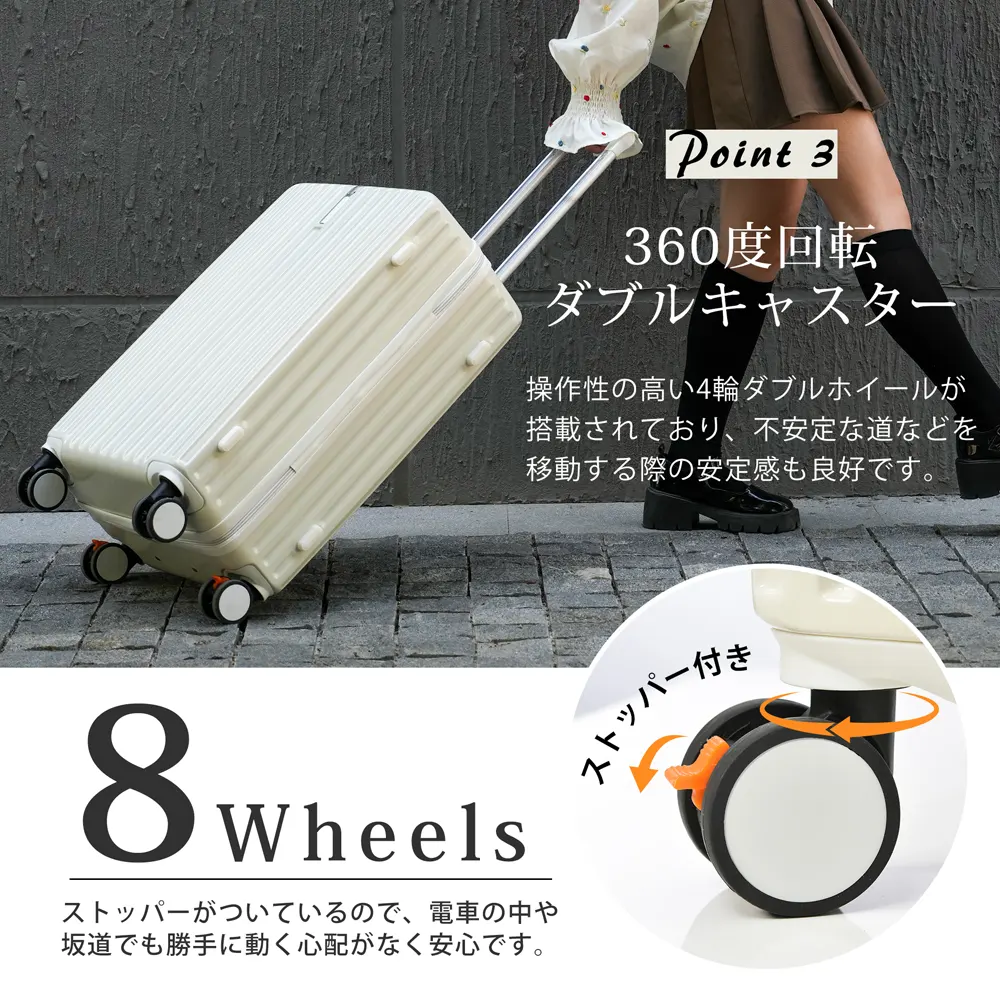 Point 3
360度回転
ダブルキャスター
操作性の高い4輪ダブルホイールが
搭載されており、不安定な道などを
移動する際の安定感も良好です。
ストッパー付き
8 Wheels
ストッパーがついているので、電車の中や
坂道でも勝手に動く心配がなく安心です。